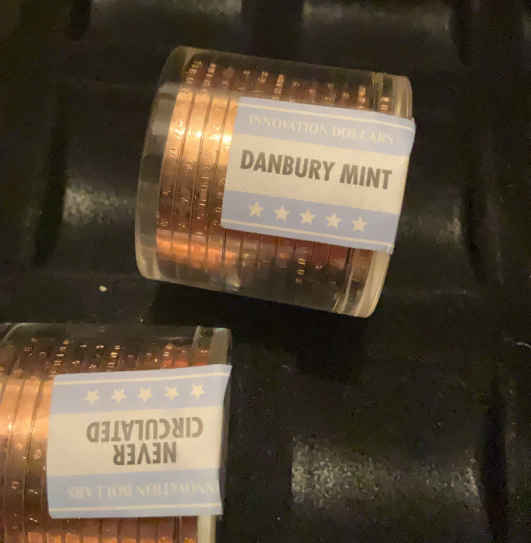 INNOVATION DOLLARS
DANBURY MINT
NEVER
CIRCULATED
INNOVATION DOLLARS